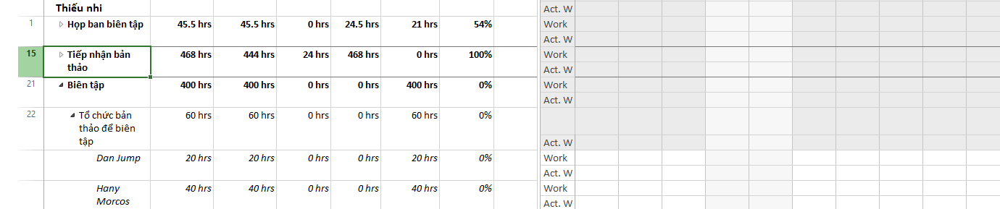 Thiếu nhi Act. W
1 Họp ban biên tập 45.5 hrs 45.5 hrs 0 hrs 24.5 hrs 21 hrs 54% Work
Act. W
15 Tiếp nhận bản 468 hrs 444 hrs 24 hrs 468 hrs 0 hrs 100% Work
thảo Act. W
21 Biên tập 400 hrs 400 hrs 0 hrs 0 hrs 400 hrs 0% Work
Act. W
22 Tổ chức bản 60 hrs 60 hrs 0 hrs 0 hrs 60 hrs 0%
thảo để biên
tập Act. W
Dan Jump 20 hrs 20 hrs 0 hrs 0 hrs 20 hrs 0% Work
Act. W
Hany 40 hrs 40 hrs 0 hrs 0 hrs 40 hrs 0% Work
Morcos Act. W